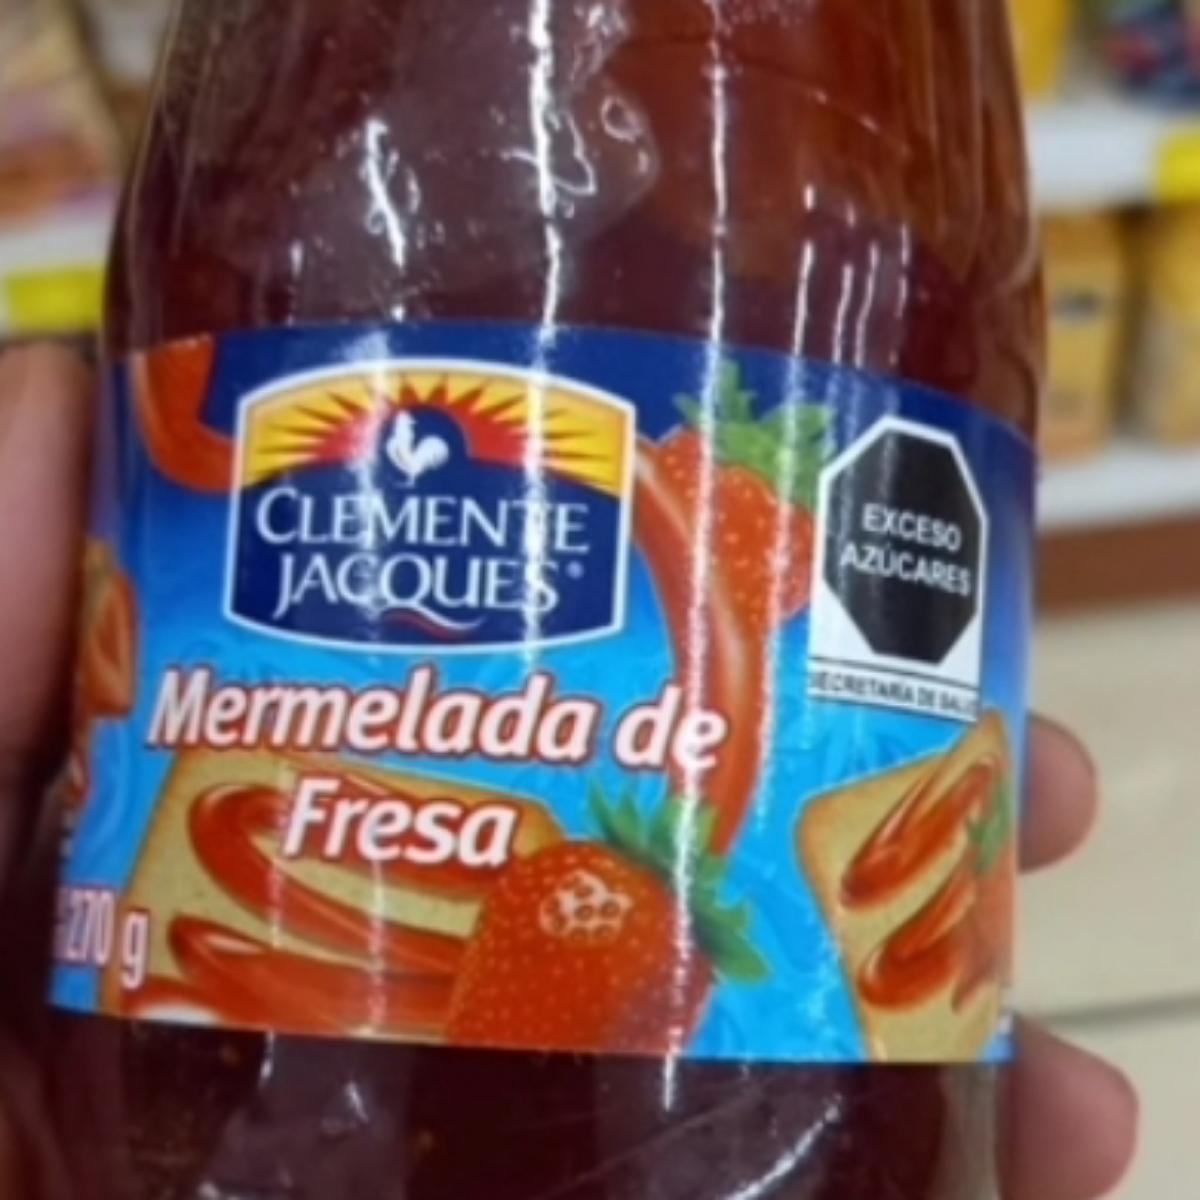 CLEMENTE
JACQUES
EXCESO
AZÚCARES
SECRETARÍA DE SALUD
Mermelada de
Fresa
270 g